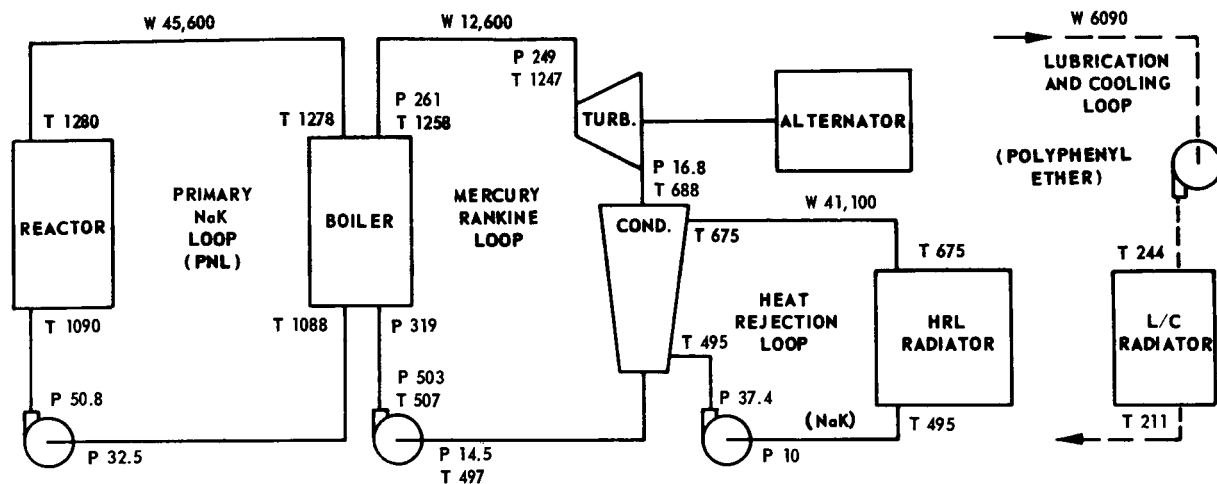 W 45,600
W 12,600
W 6090
P 249
T 1247
LUBRICATION
AND COOLING
LOOP
T 1280
T 1278
P 261
T 1258
TURB.
ALTERNATOR
(POLYPHENYL
ETHER)
REACTOR
PRIMARY
NaK
LOOP
(PNL)
BOILER
MERCURY
RANKINE
LOOP
P 16.8
T 688
COND.
W 41,100
T 675
T 675
T 244
T 1090
T 1088
P 319
HEAT
REJECTION
LOOP
HRL
RADIATOR
L/C
RADIATOR
T 495
P 503
T 507
P 37.4
(NaK)
T 495
T 211
P 50.8
P 32.5
P 14.5
T 497
P 10